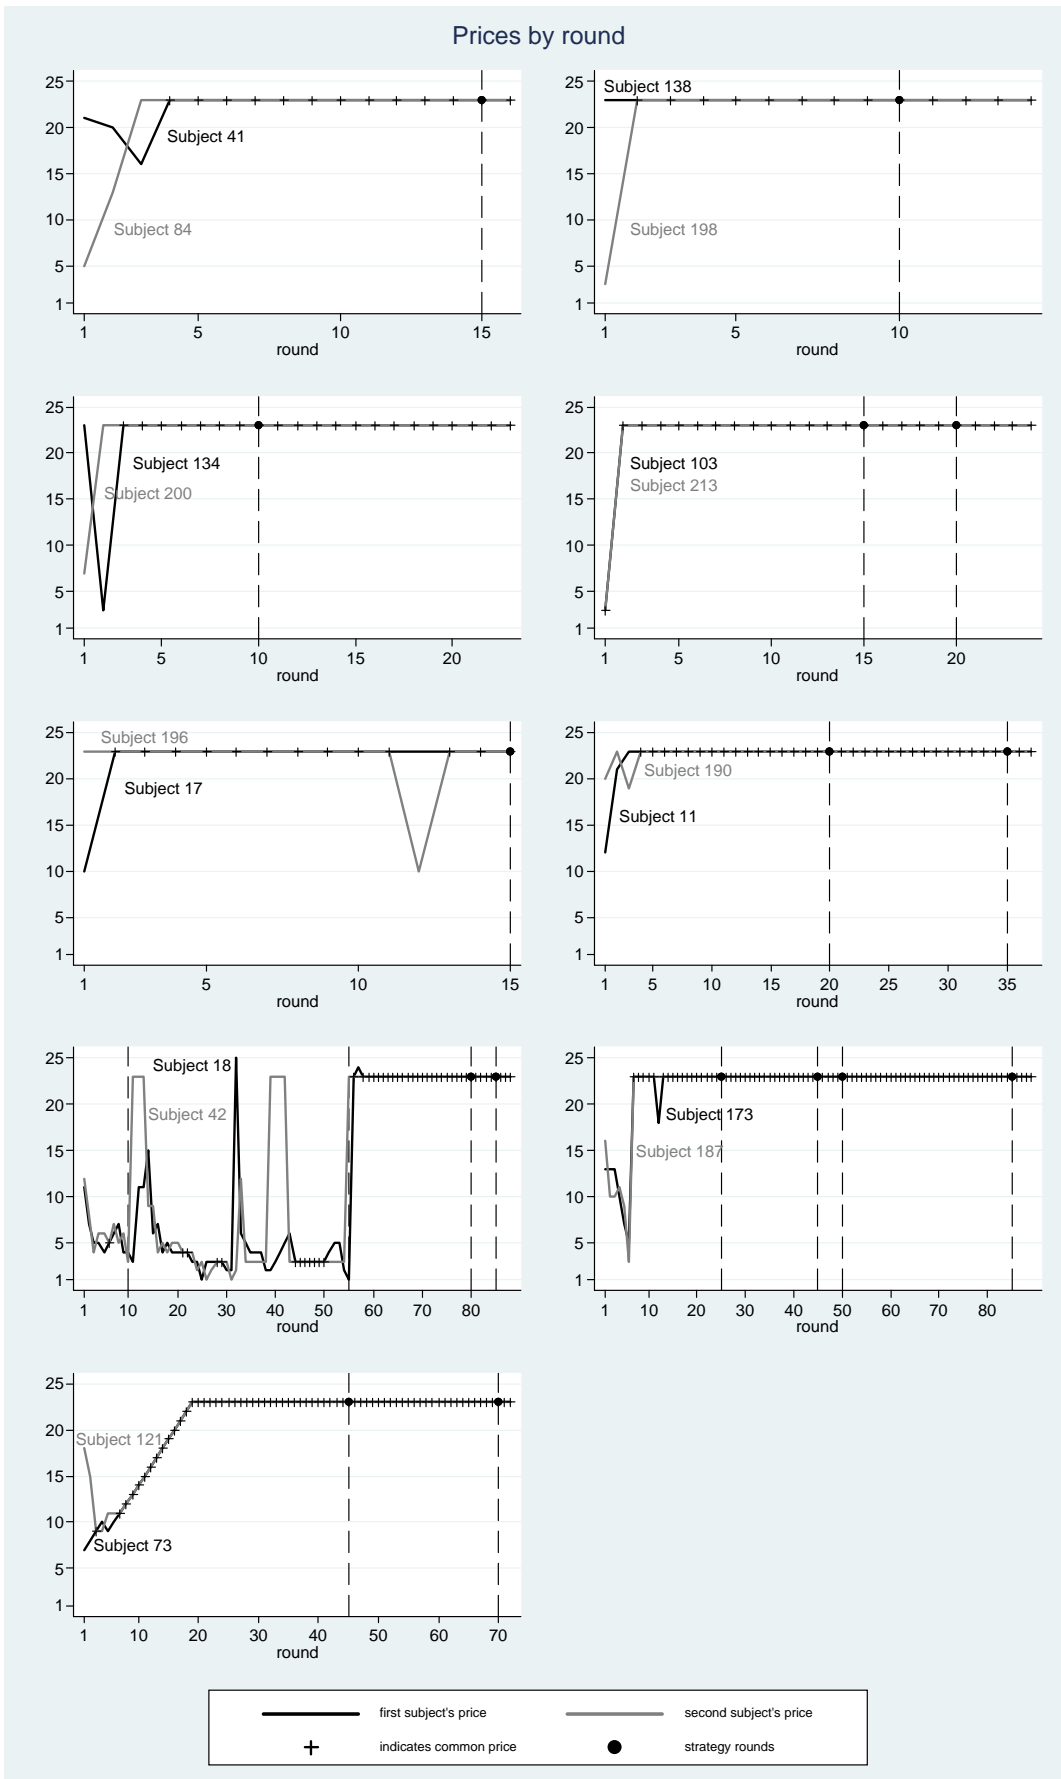 Prices by round
25
20
15
10
5
1
Subject 41
Subject 84
1 5 10 15
round
25
20
15
10
5
1
Subject 138
Subject 198
1 5 10
round
25
20
15
10
5
1
Subject 134
Subject 200
1 5 10 15 20
round
25
20
15
10
5
1
Subject 103
Subject 213
1 5 10 15 20
round
25
20
15
10
5
1
Subject 196
Subject 17
1 5 10 15
round
25
20
15
10
5
1
Subject 190
Subject 11
1 5 10 15 20 25 30 35
round
25
20
15
10
5
1
Subject 18
Subject 42
1 10 20 30 40 50 60 70 80
round
25
20
15
10
5
1
Subject 173
Subject 187
1 10 20 30 40 50 60 70 80
round
25
20
15
10
5
1
Subject 121
Subject 73
1 10 20 30 40 50 60 70
round
first subject's price second subject's price
indicates common price strategy rounds